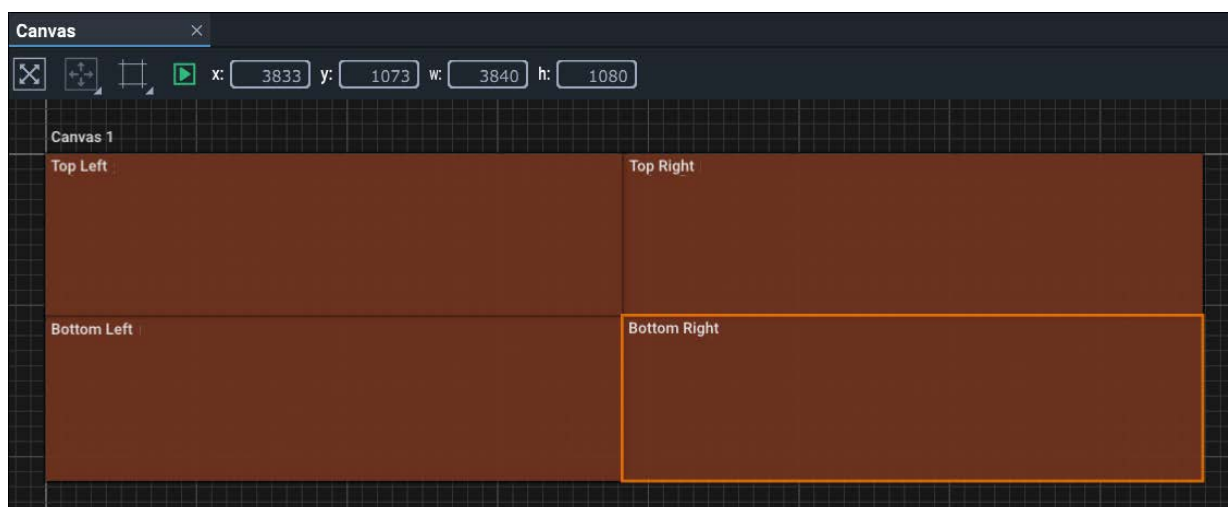 Canvas ×
x: 3833 y: 1073 w: 3840 h: 1080
Canvas 1
Top Left Top Right
Bottom Left Bottom Right